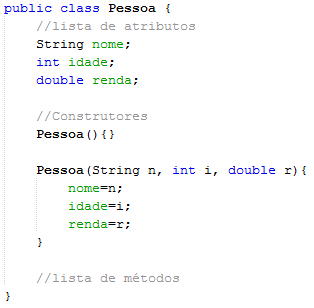 public class Pessoa {
//lista de atributos
String nome;
int idade;
double renda;
//Construtores
Pessoa(){}
Pessoa(String n, int i, double r){
nome=n;
idade=i;
renda=r;
}
//lista de métodos
}